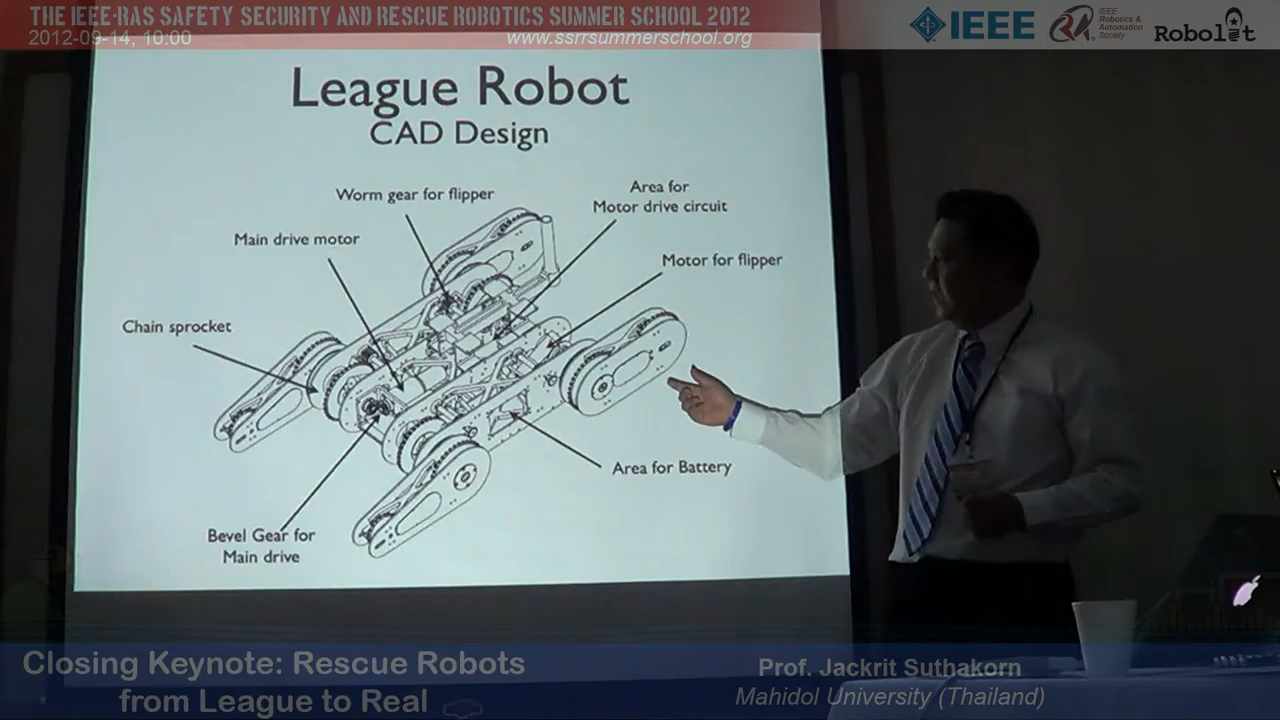 THE IEEE-RAS SAFETY SECURITY AND RESCUE ROBOTICS SUMMER SCHOOL 2012
2012-09-14, 10:00
www.ssrrsummerschool.org
IEEE
IEEE
Robotics &
Automation
Society
Robolit
League Robot
CAD Design
Worm gear for flipper
Area for
Motor drive circuit
Main drive motor
Motor for flipper
Chain sprocket
Area for Battery
Bevel Gear for
Main drive
Closing Keynote: Rescue Robots
from League to Real
Prof. Jackrit Suthakorn
Mahidol University (Thailand)